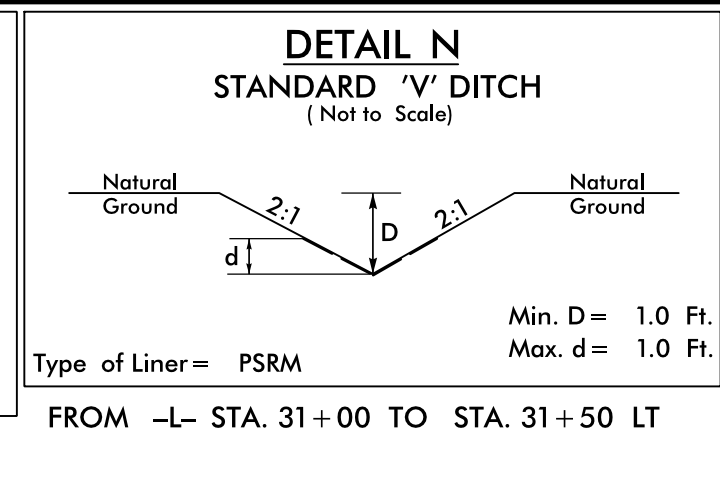 DETAIL N
STANDARD 'V' DITCH
( Not to Scale)
Natural
Ground
2:1
D
2:1
Natural
Ground
d
Min. D = 1.0 Ft.
Max. d = 1.0 Ft.
Type of Liner = PSRM
FROM -L- STA. 31+00 TO STA. 31+50 LT